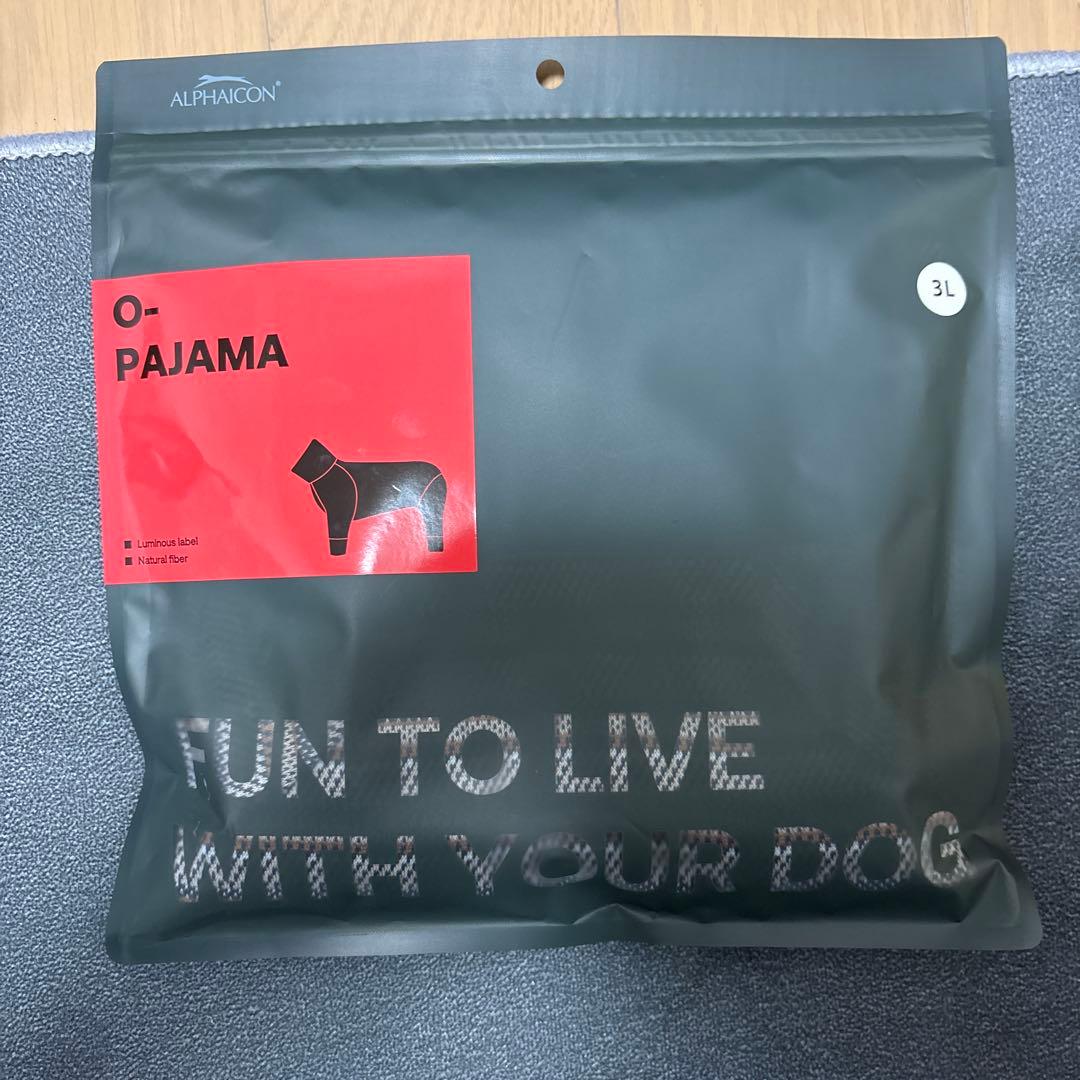 ALPHAICON®
3L
O-
PAJAMA
Luminous label
Natural fiber
FUN TO LIVE
WITH YOUR DOG